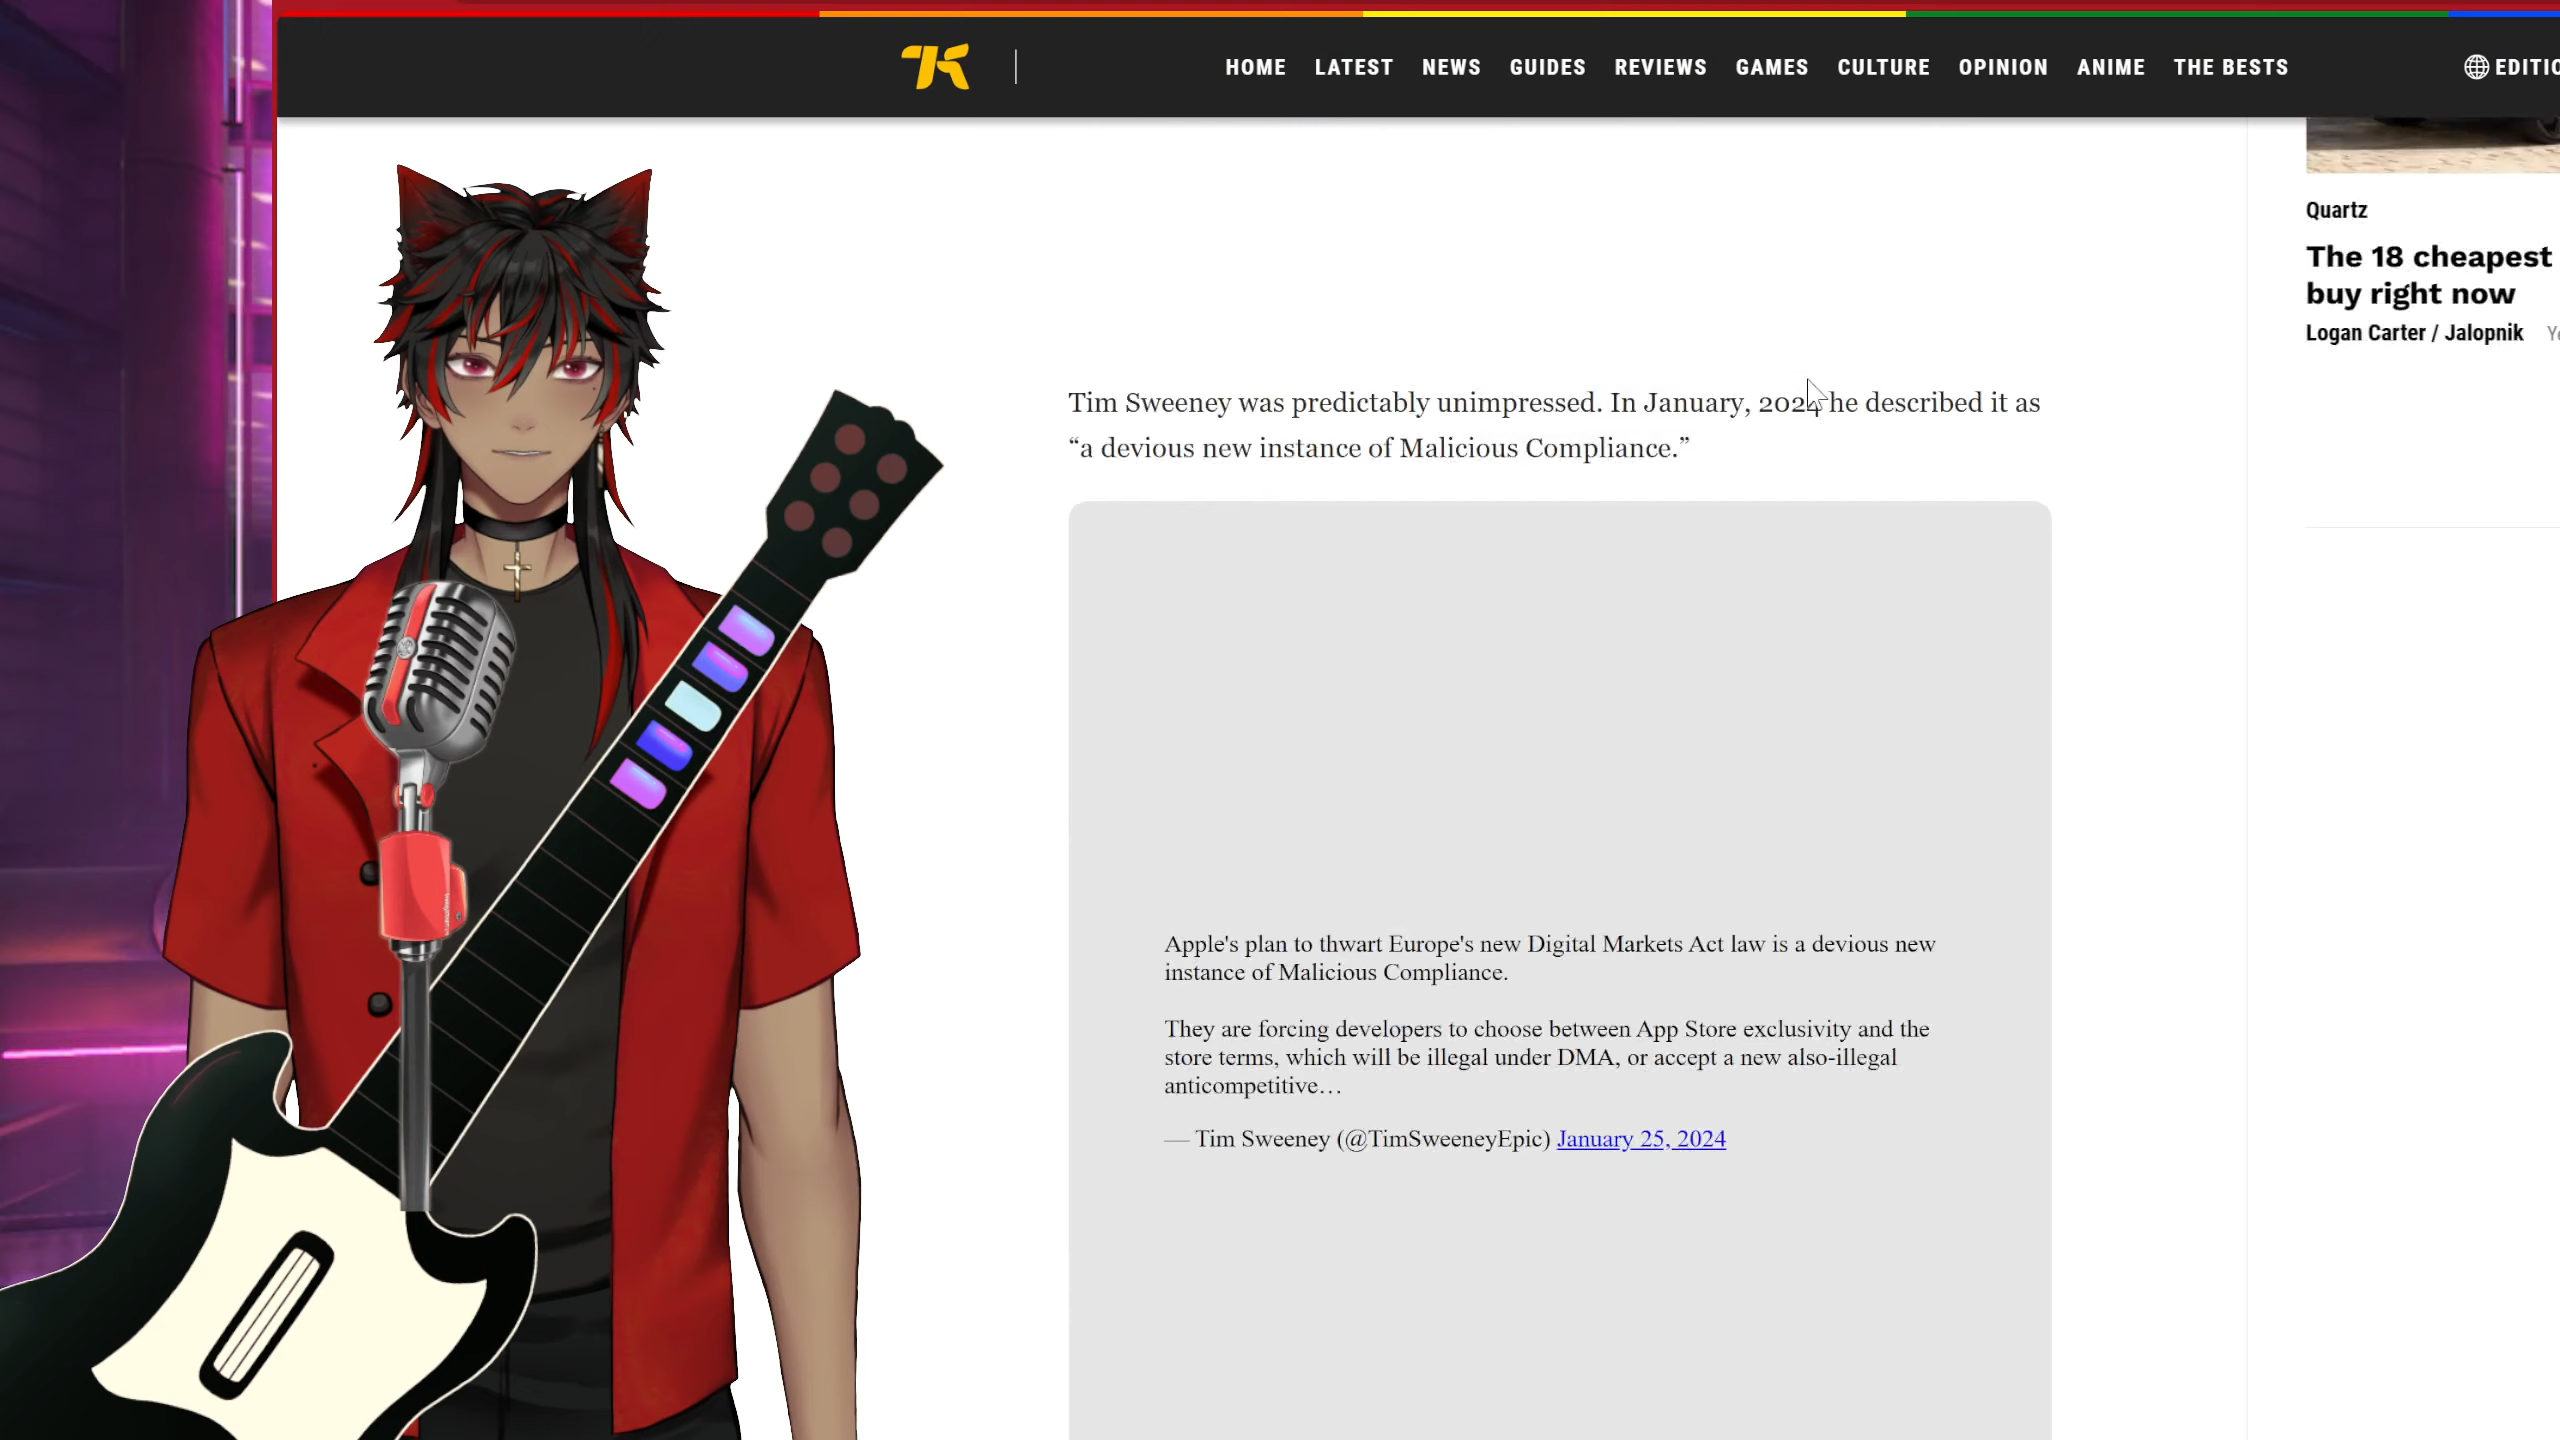 HOME LATEST NEWS GUIDES REVIEWS GAMES CULTURE OPINION ANIME THE BESTS
Quartz
The 18 cheapest
buy right now
Logan Carter / Jalopnik
Tim Sweeney was predictably unimpressed. In January, 2024 he described it as
“a devious new instance of Malicious Compliance.”
Apple's plan to thwart Europe's new Digital Markets Act law is a devious new
instance of Malicious Compliance.
They are forcing developers to choose between App Store exclusivity and the
store terms, which will be illegal under DMA, or accept a new also-illegal
anticompetitive…
— Tim Sweeney (@TimSweeneyEpic) January 25, 2024